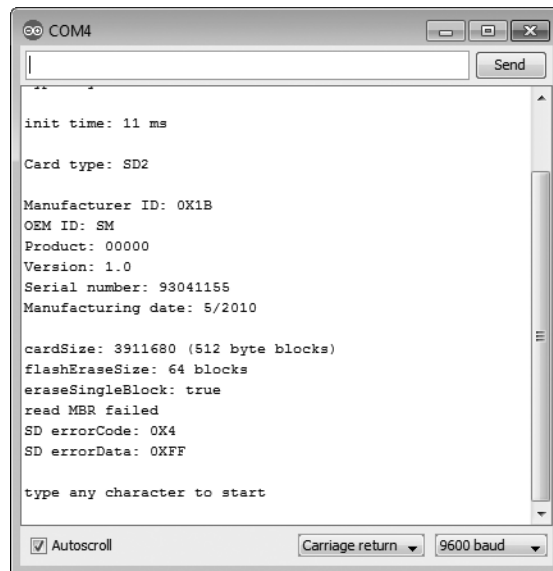 COM4
Send
init time: 11 ms
Card type: SD2
Manufacturer ID: 0X1B
OEM ID: SM
Product: 00000
Version: 1.0
Serial number: 93041155
Manufacturing date: 5/2010
cardSize: 3911680 (512 byte blocks)
flashEraseSize: 64 blocks
eraseSingleBlock: true
read MBR failed
SD errorCode: 0X4
SD errorData: 0XFF
type any character to start
Autoscroll
Carriage return
9600 baud